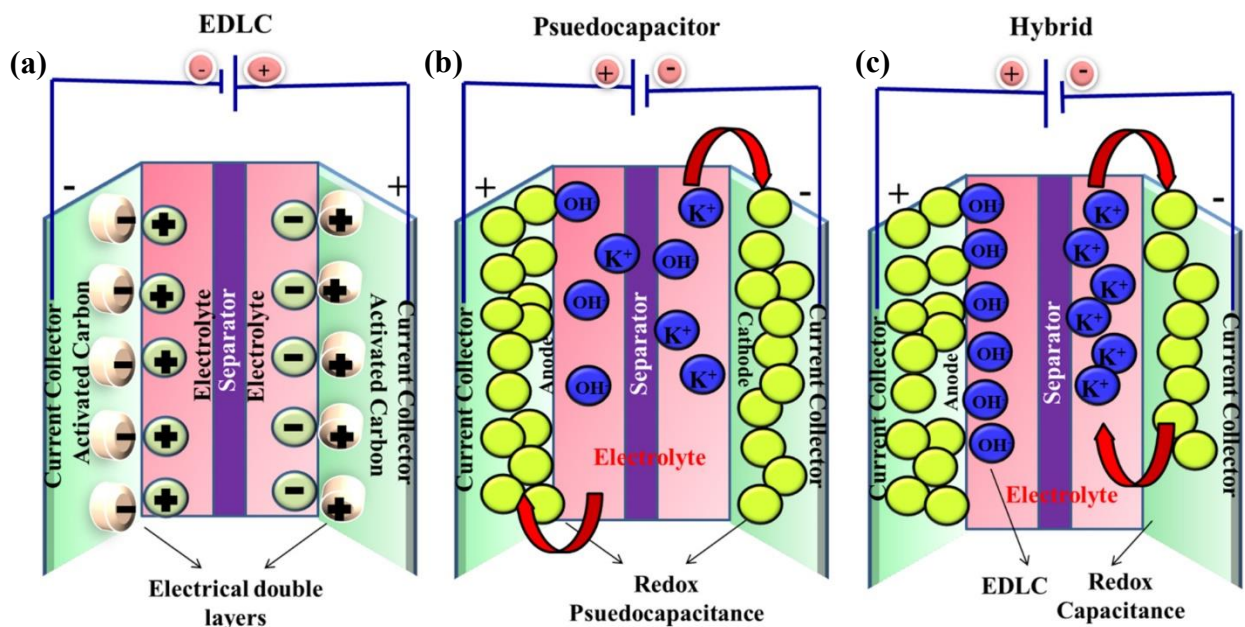 EDLC
(a)
-
+
-
+
Current Collector
Activated Carbon
Electrolyte
Separator
Electrolyte
Activated Carbon
Current Collector
-
-
-
-
-
+
+
+
+
+
-
-
-
-
-
+
+
+
+
+
Electrical double
layers
Psuedocapacitor
(b)
+
-
+
-
Current Collector
Anode
Separator
Cathode
Current Collector
OH-
K+
K+
OH-
OH-
K+
OH-
K+
Electrolyte
Redox
Psuedocapacitance
Hybrid
(c)
+
-
+
-
Current Collector
Anode
Separator
Current Collector
OH-
OH-
OH-
OH-
OH-
OH-
K+
K+
K+
K+
K+
K+
Electrolyte
EDLC
Redox
Capacitance